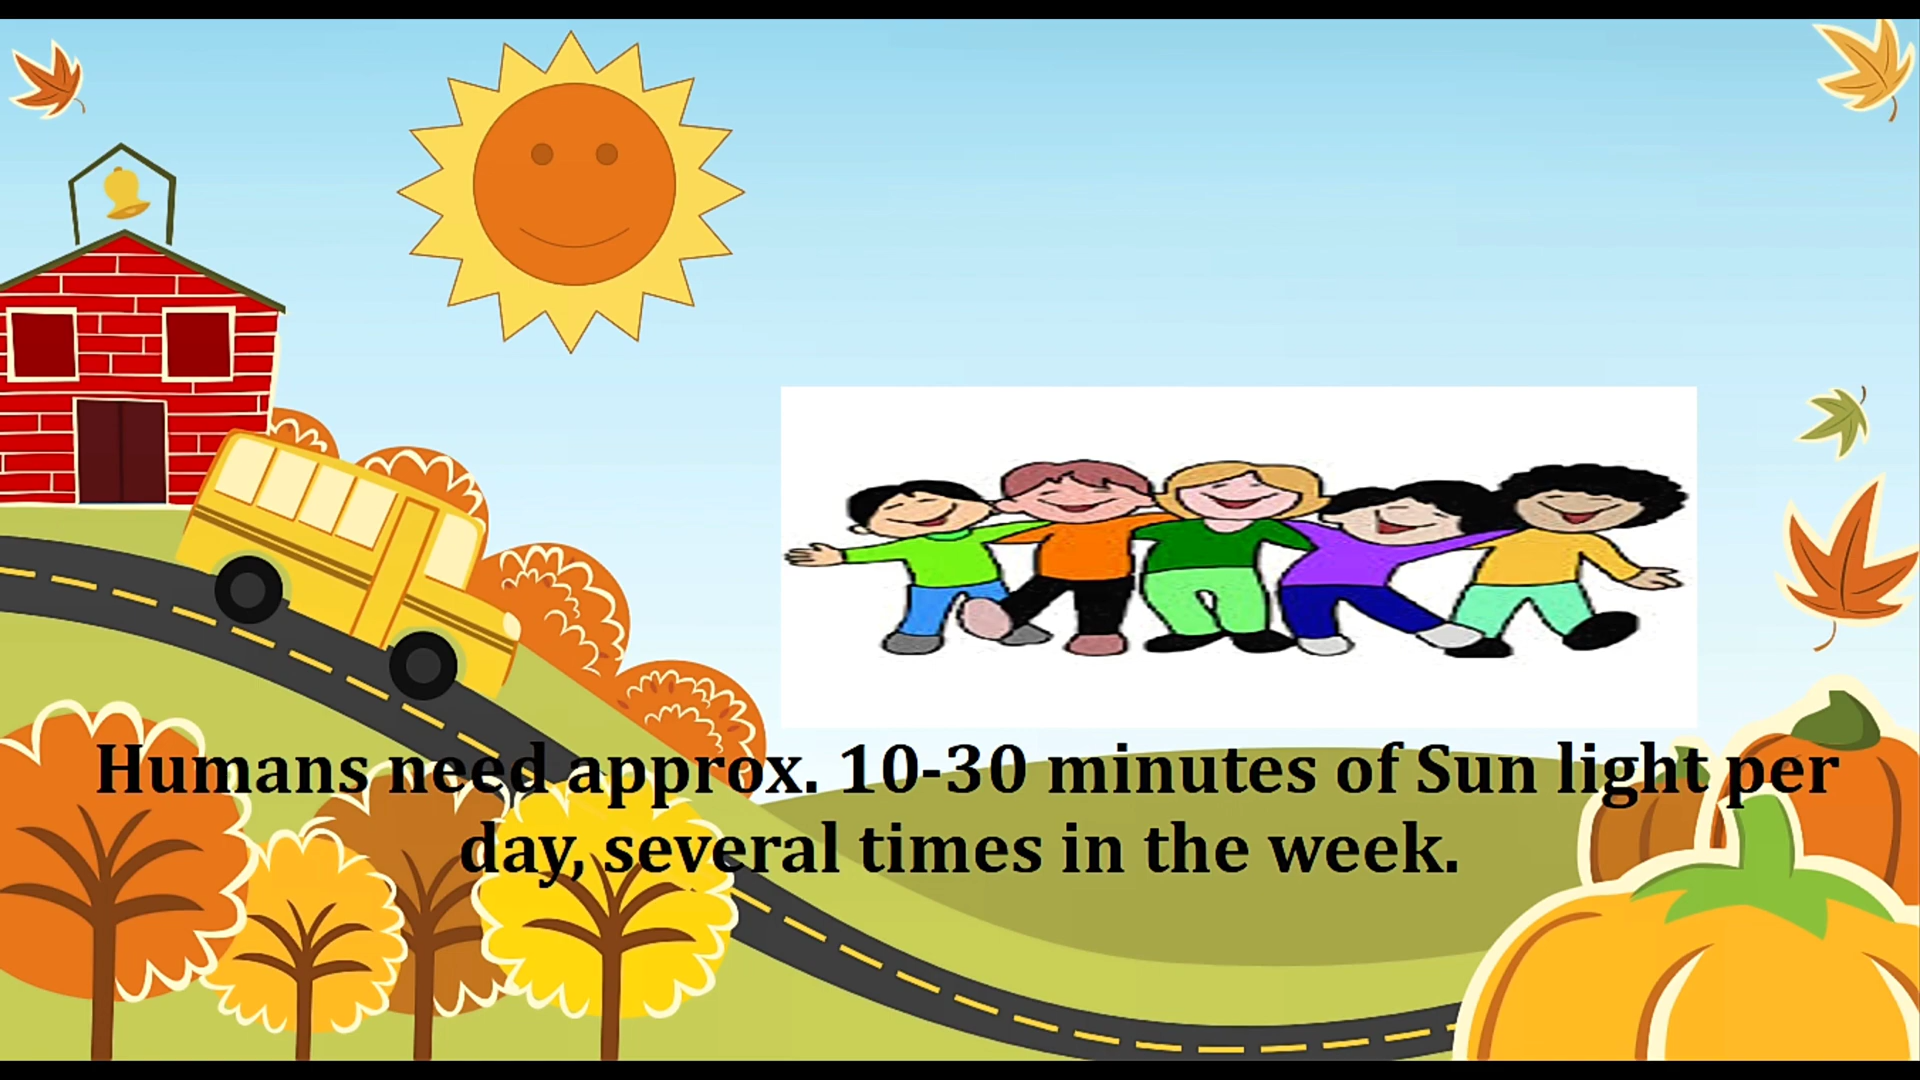 Humans need approx. 10-30 minutes of Sun light per
day, several times in the week.